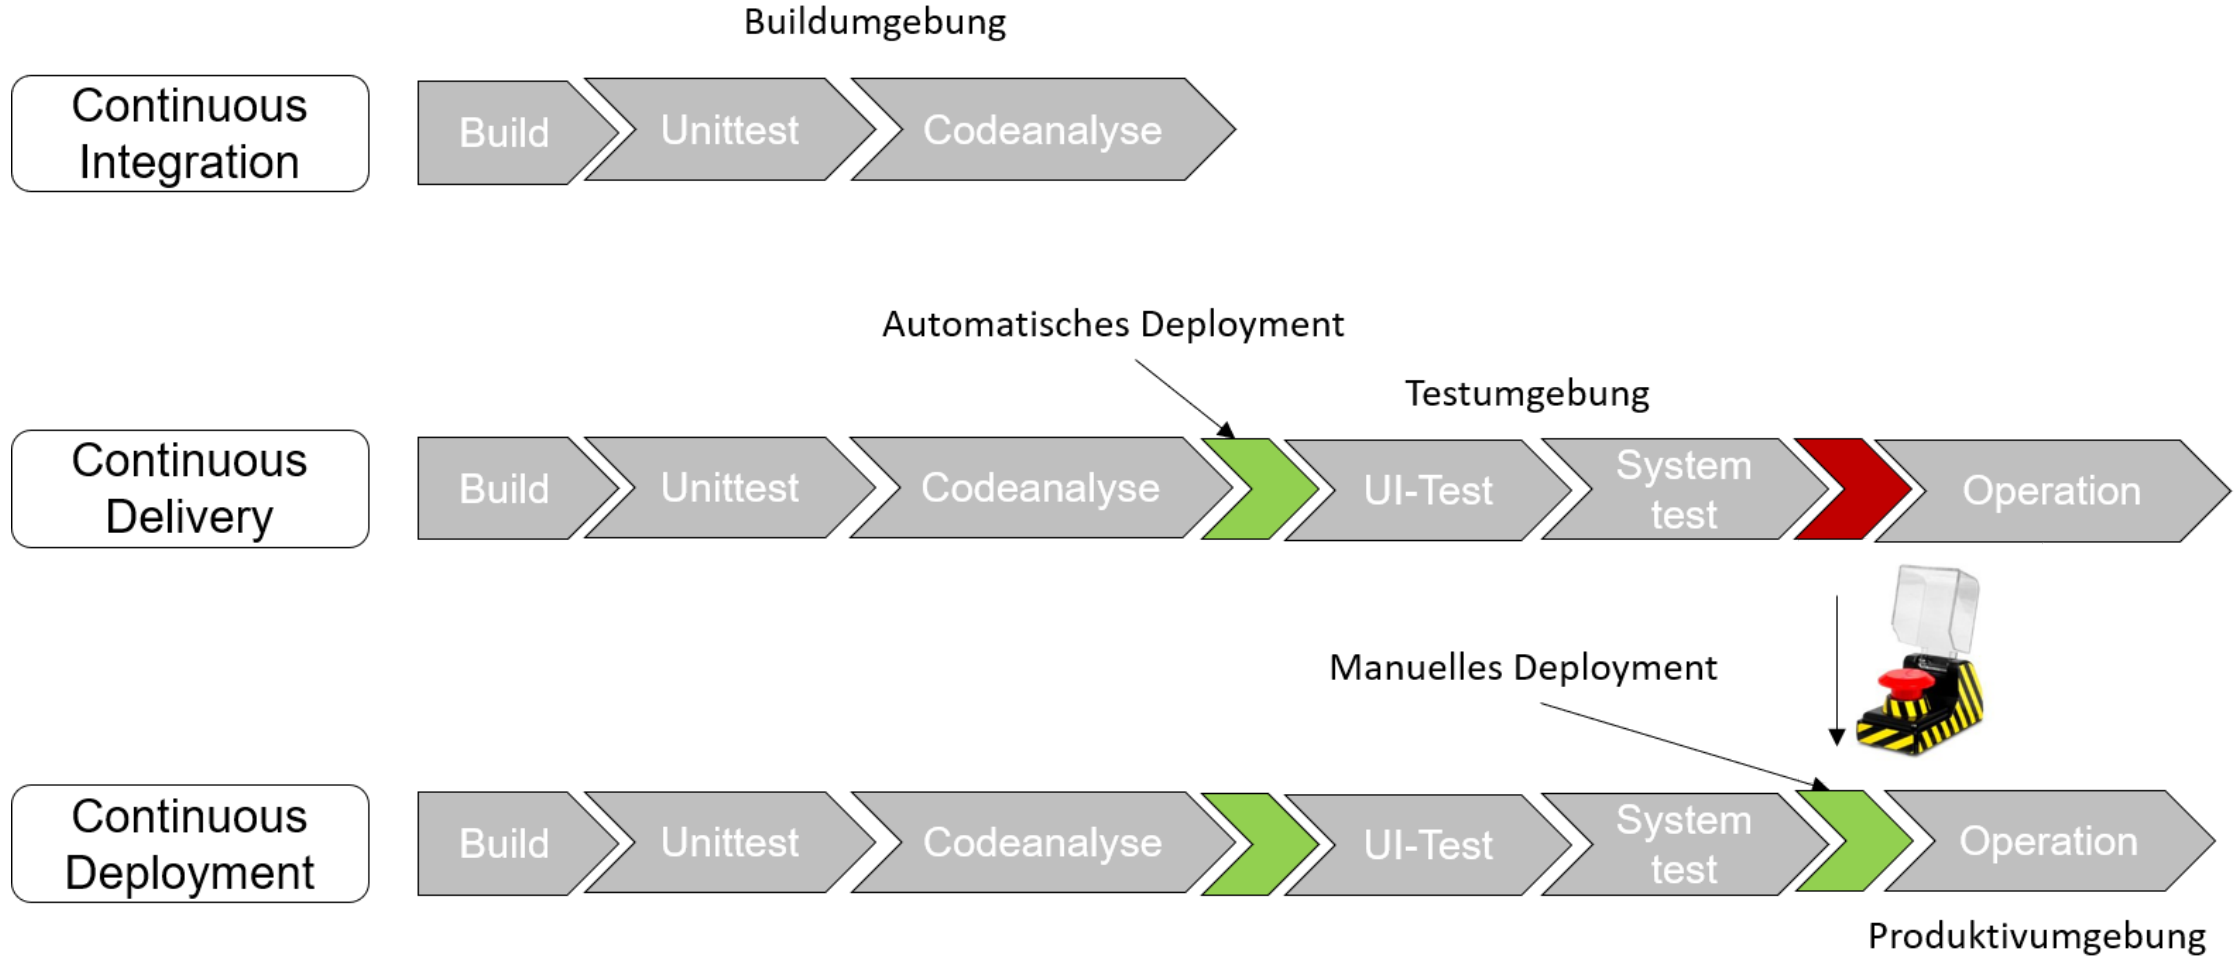 Buildumgebung
Continuous
Integration
Build
Unittest
Codeanalyse
Automatisches Deployment
Testumgebung
Continuous
Delivery
Build
Unittest
Codeanalyse
UI-Test
System
test
Operation
Manuelles Deployment
Continuous
Deployment
Build
Unittest
Codeanalyse
UI-Test
System
test
Operation
Produktivumgebung